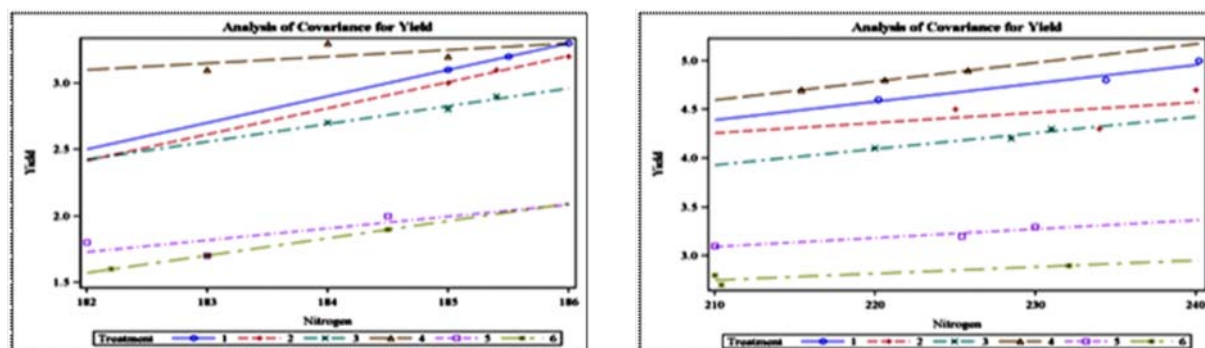 Analysis of Covariance for Yield
3.0
2.5
2.0
1.5
Yield
182 183 184 185 186
Nitrogen
Treatment 1 2 3 4 5 6
Analysis of Covariance for Yield
5.0
4.5
4.0
3.5
3.0
Yield
210 220 230 240
Nitrogen
Treatment 1 2 3 4 5 6